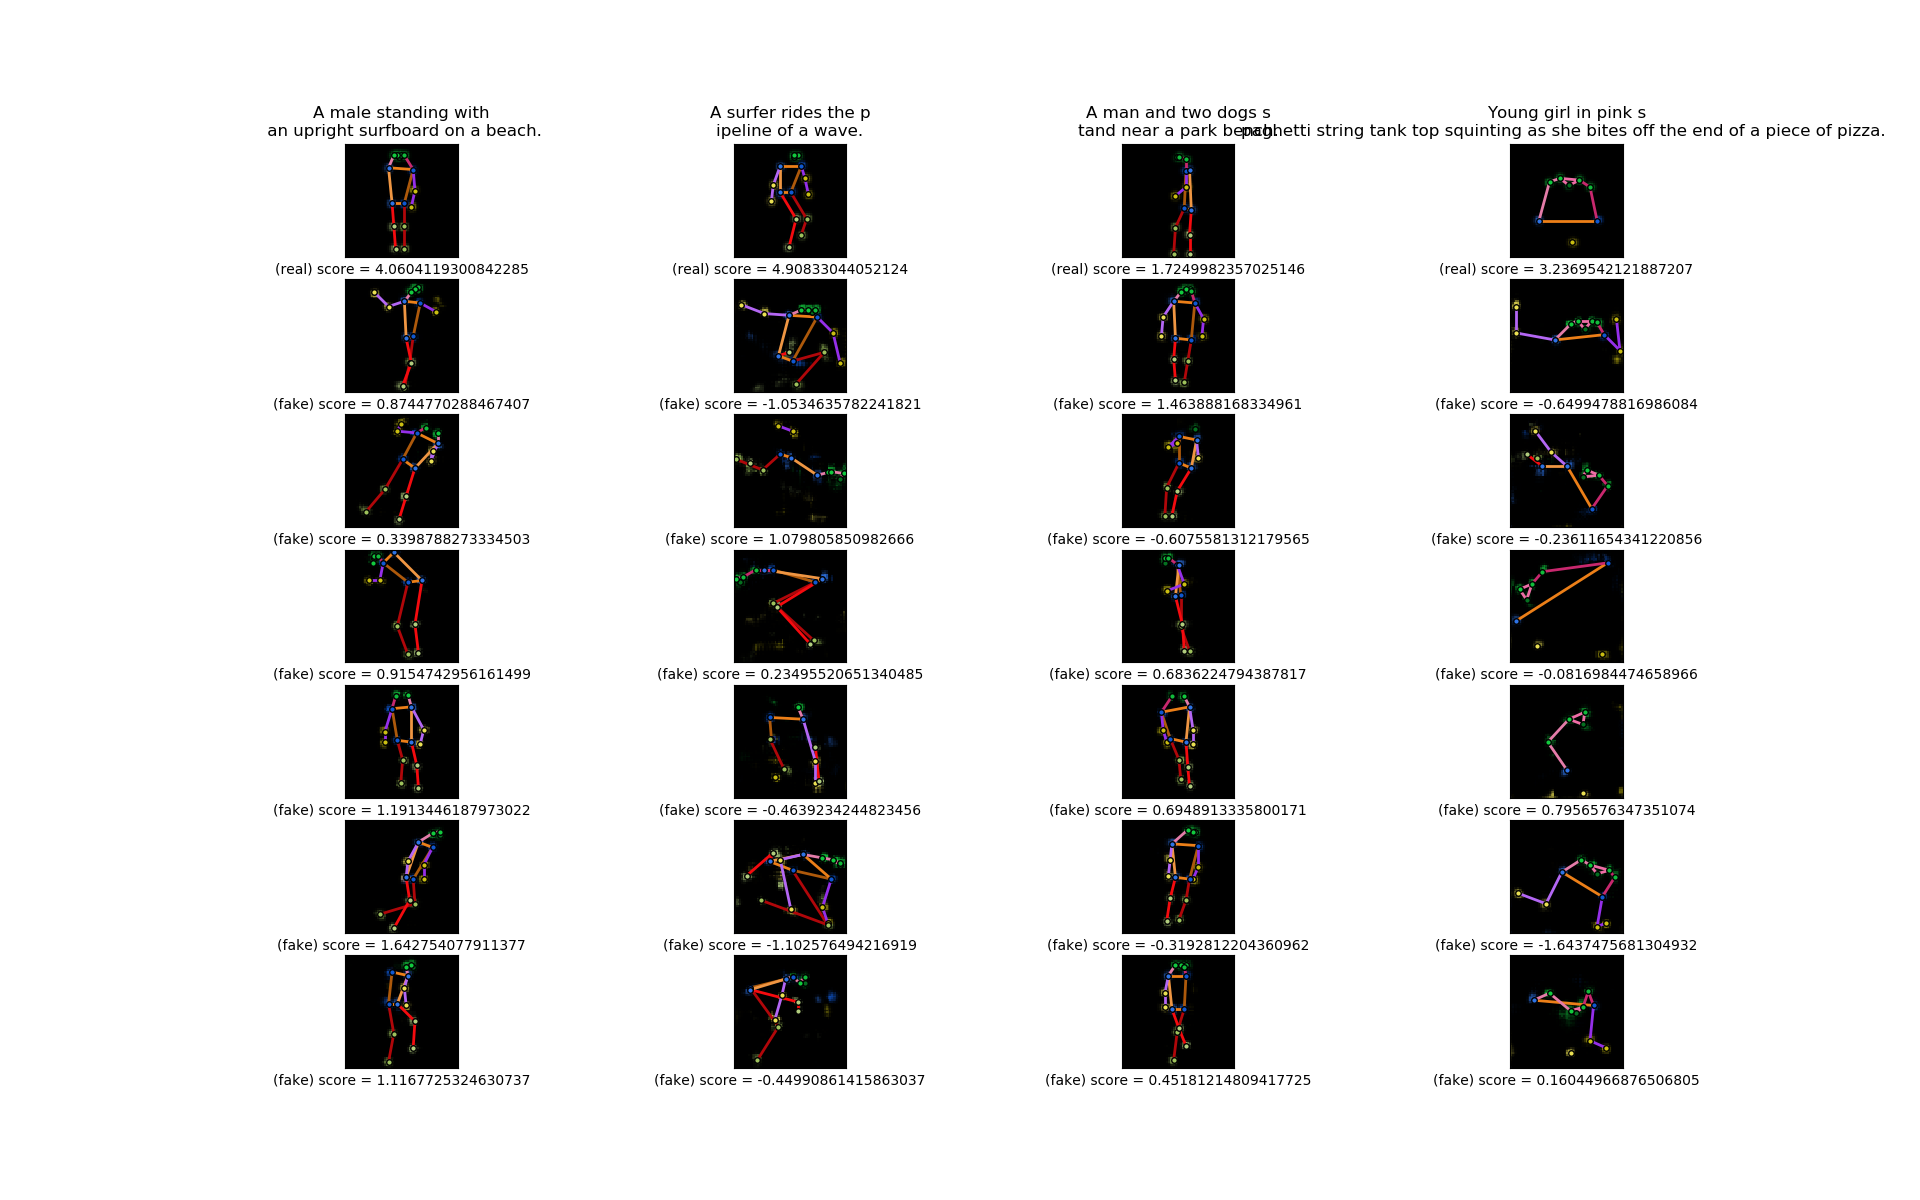 A male standing with
an upright surfboard on a beach.
A surfer rides the p
ipeline of a wave.
A man and two dogs s
tand near a park bench.
Young girl in pink s
paghetti string tank top squinting as she bites off the end of a piece of pizza.
(real) score = 4.0604119300842285
(real) score = 4.90833044052124
(real) score = 1.7249982357025146
(real) score = 3.2369542121887207
(fake) score = 0.8744770288467407
(fake) score = -1.0534635782241821
(fake) score = 1.463888168334961
(fake) score = -0.6499478816986084
(fake) score = 0.3398788273334503
(fake) score = 1.079805850982666
(fake) score = -0.6075581312179565
(fake) score = -0.23611654341220856
(fake) score = 0.9154742956161499
(fake) score = 0.23495520651340485
(fake) score = 0.6836224794387817
(fake) score = -0.0816984474658966
(fake) score = 1.1913446187973022
(fake) score = -0.4639234244823456
(fake) score = 0.6948913335800171
(fake) score = 0.7956576347351074
(fake) score = 1.642754077911377
(fake) score = -1.102576494216919
(fake) score = -0.3192812204360962
(fake) score = -1.6437475681304932
(fake) score = 1.1167725324630737
(fake) score = -0.44990861415863037
(fake) score = 0.45181214809417725
(fake) score = 0.16044966876506805